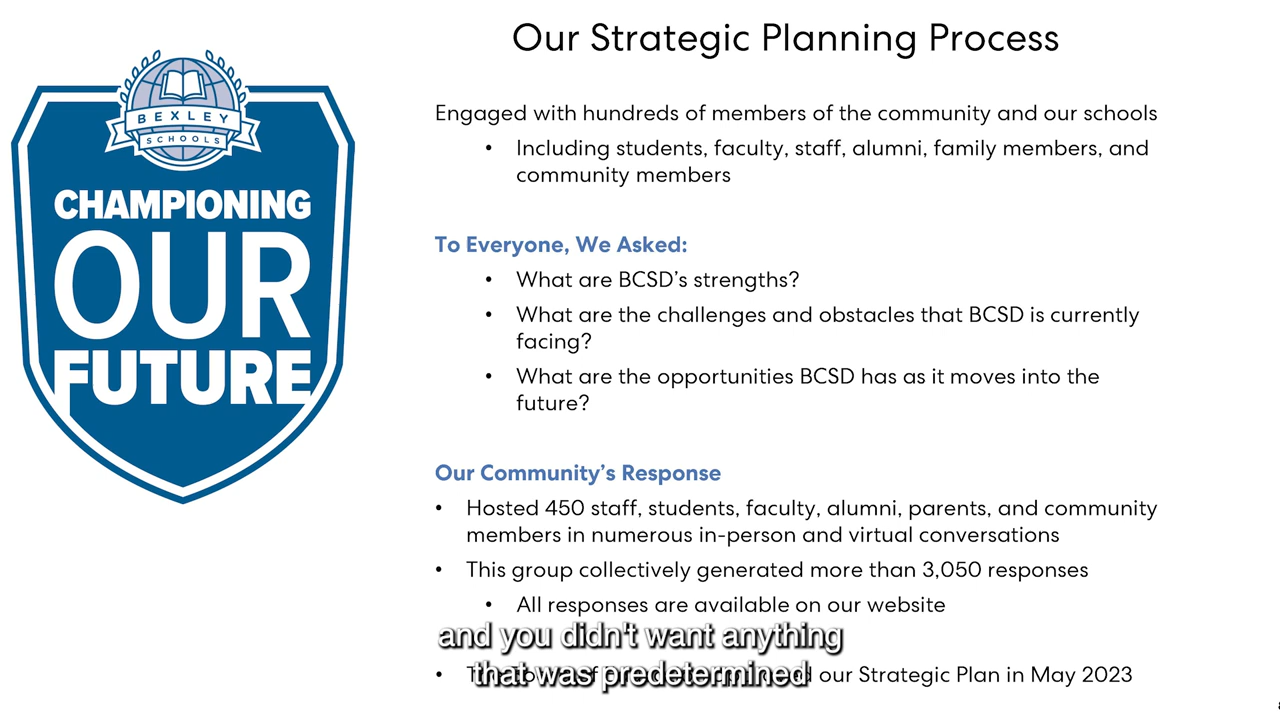 Our Strategic Planning Process
BEXLEY
SCHOOLS
CHAMPIONING
OUR
FUTURE
Engaged with hundreds of members of the community and our schools
• Including students, faculty, staff, alumni, family members, and
community members
To Everyone, We Asked:
• What are BCSD's strengths?
• What are the challenges and obstacles that BCSD is currently
facing?
• What are the opportunities BCSD has as it moves into the
future?
Our Community's Response
• Hosted 450 staff, students, faculty, alumni, parents, and community
members in numerous in-person and virtual conversations
• This group collectively generated more than 3,050 responses
• All responses are available on our website
and you didn't want anything
that was predetermined
• our Strategic Plan in May 2023